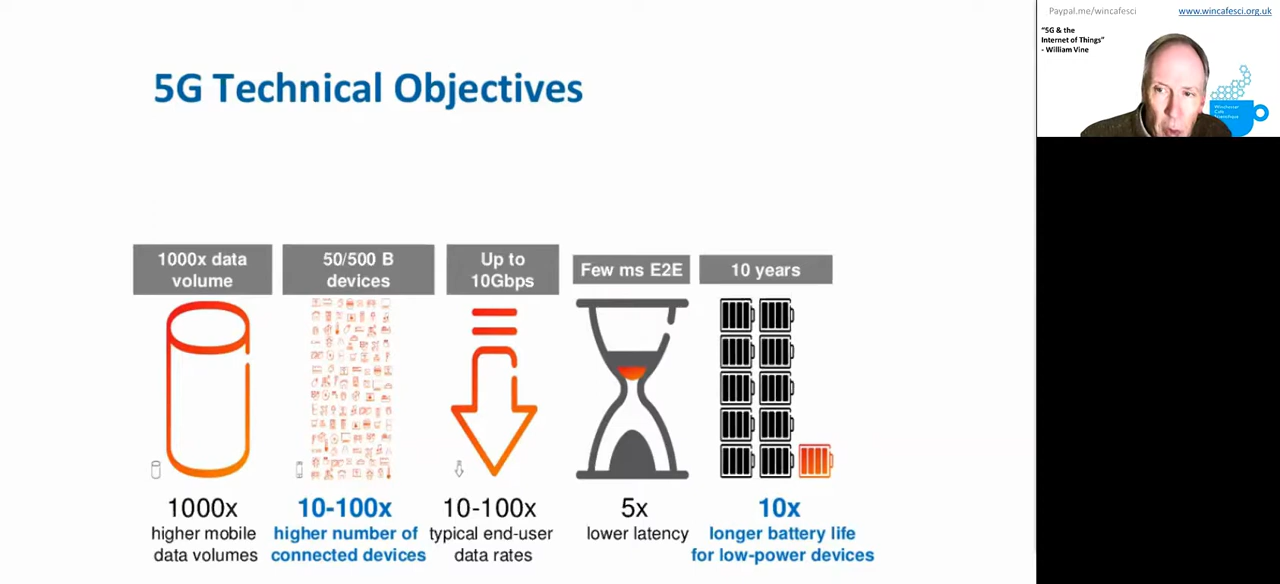 5G Technical Objectives
1000x data
volume
50/500 B
devices
Up to
10Gbps
Few ms E2E
10 years
1000x
higher mobile
data volumes
10-100x
higher number of
connected devices
10-100x
typical end-user
data rates
5x
lower latency
10x
longer battery life
for low-power devices
Paypal.me/wincafesci
www.wincafesci.org.uk
"5G & the
Internet of Things"
- William Vine
Winchester
Café
Scientifique